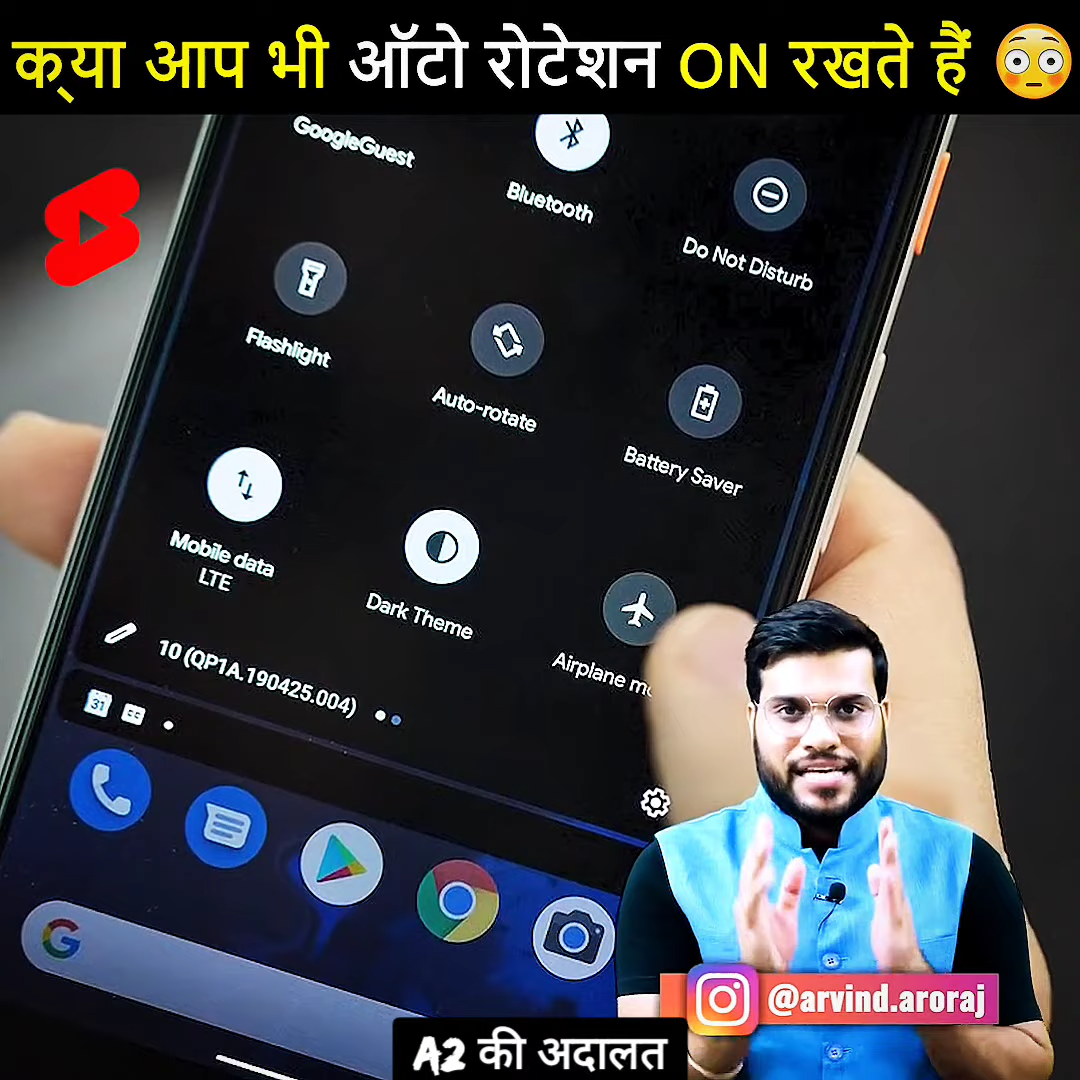 क्या आप भी ऑटो रोटेशन ON रखते हैं
GoogleGuest
Bluetooth
Do Not Disturb
Flashlight
Auto-rotate
Battery Saver
Mobile data
LTE
Dark Theme
Airplane mo
10 (QP1A.190425.004)
31
G
@arvind.aroraj
A2 की अदालत